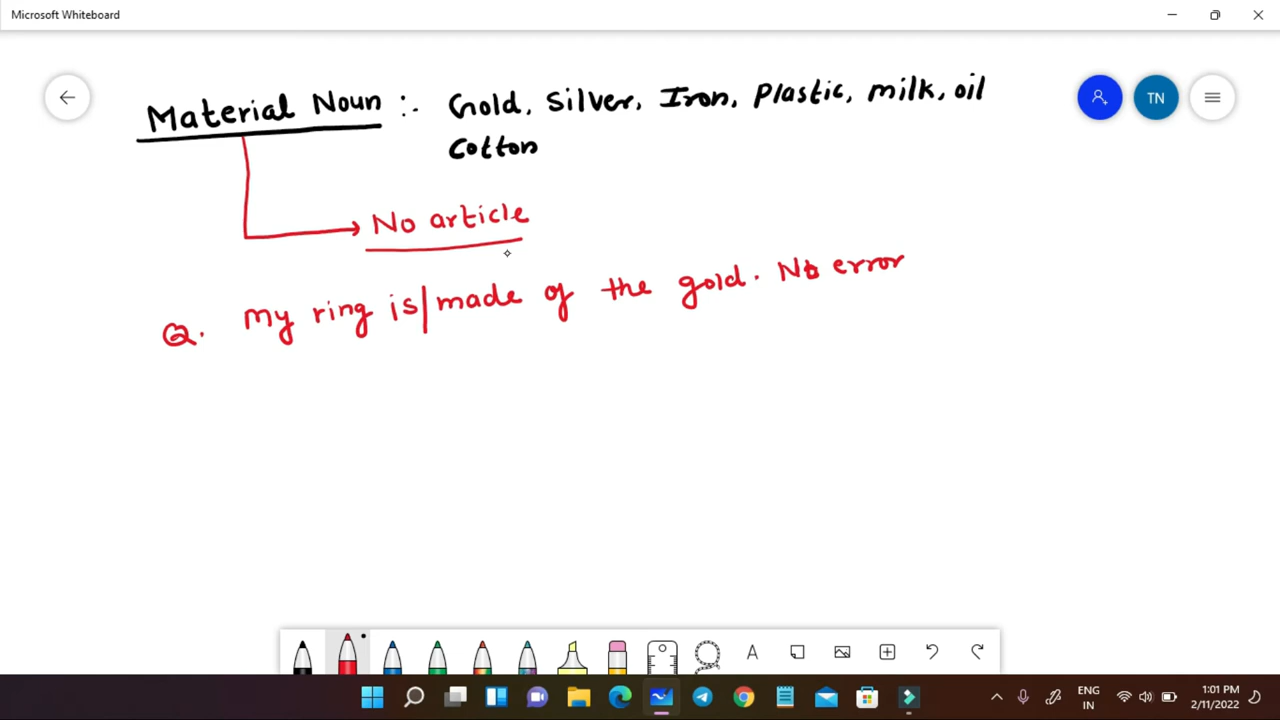 Microsoft Whiteboard
TN
Material Noun :- Gold, Silver, Iron, Plastic, milk, oil
Cotton
No article
Q. My ring is/made of the gold. No error
A
ENG
IN
1:01 PM
2/11/2022